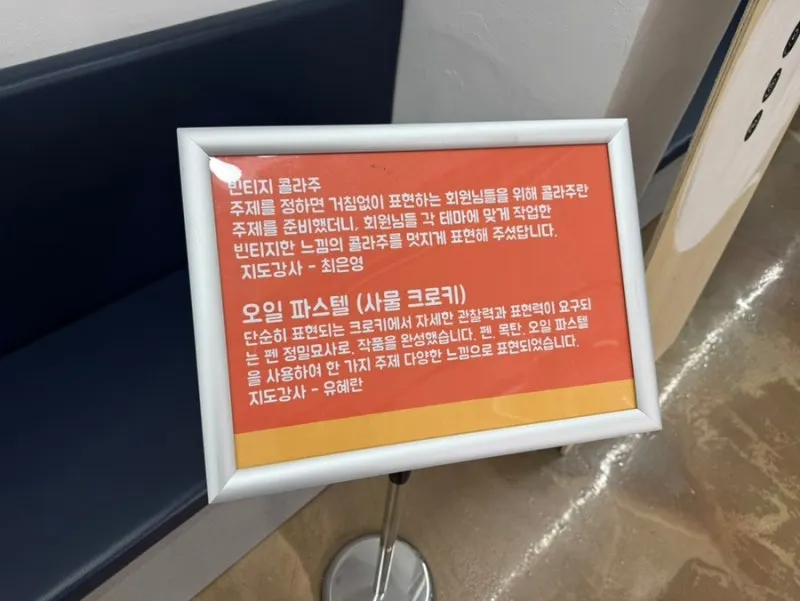 빈티지 콜라주
주제를 정하면 거침없이 표현하는 회원님들을 위해 콜라주란
주제를 준비했더니, 회원님들 각 테마에 맞게 작업한
빈티지한 느낌의 콜라주를 멋지게 표현해 주셨답니다.
지도강사 - 최은영
오일 파스텔 (사물 크로키)
단순히 표현되는 크로키에서 자세한 관찰력과 표현력이 요구되
는 펜 정밀묘사로, 작품을 완성했습니다. 펜, 목탄, 오일 파스텔
을 사용하여 한 가지 주제 다양한 느낌으로 표현되었습니다.
지도강사 - 유혜란